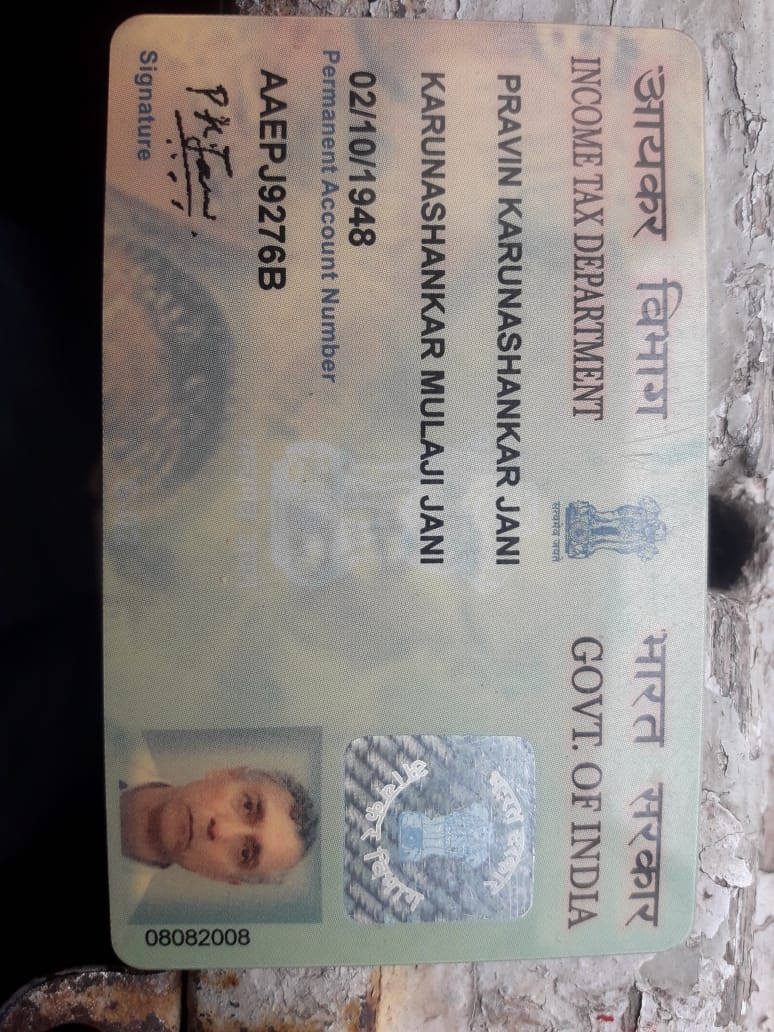 आयकर विभाग
भारत सरकार
INCOME TAX DEPARTMENT
GOVT. OF INDIA
सत्यमेव जयते
PRAVIN KARUNASHANKAR JANI
KARUNASHANKAR MULAJI JANI
02/10/1948
Permanent Account Number
AAEPJ9276B
P K Jani
Signature
भारत सरकार
आयकर विभाग
08082008